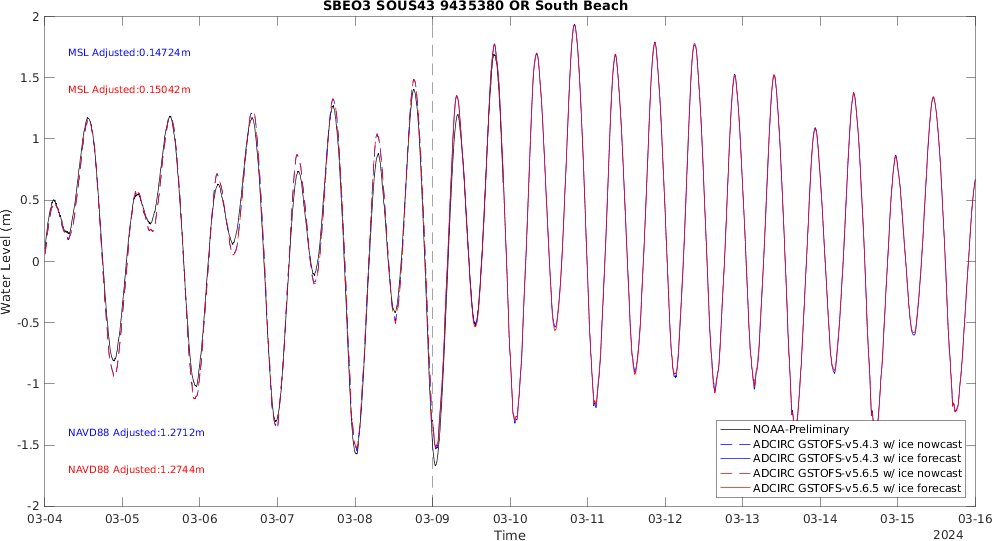 SBEO3 SOUS43 9435380 OR South Beach
2
1.5
1
0.5
0
-0.5
-1
-1.5
-2
Water Level (m)
MSL Adjusted:0.14724m
MSL Adjusted:0.15042m
NAVD88 Adjusted:1.2712m
NAVD88 Adjusted:1.2744m
NOAA-Preliminary
ADCIRC GSTOFS-v5.4.3 w/ ice nowcast
ADCIRC GSTOFS-v5.4.3 w/ ice forecast
ADCIRC GSTOFS-v5.6.5 w/ ice nowcast
ADCIRC GSTOFS-v5.6.5 w/ ice forecast
03-04 03-05 03-06 03-07 03-08 03-09 03-10 03-11 03-12 03-13 03-14 03-15 03-16
Time
2024